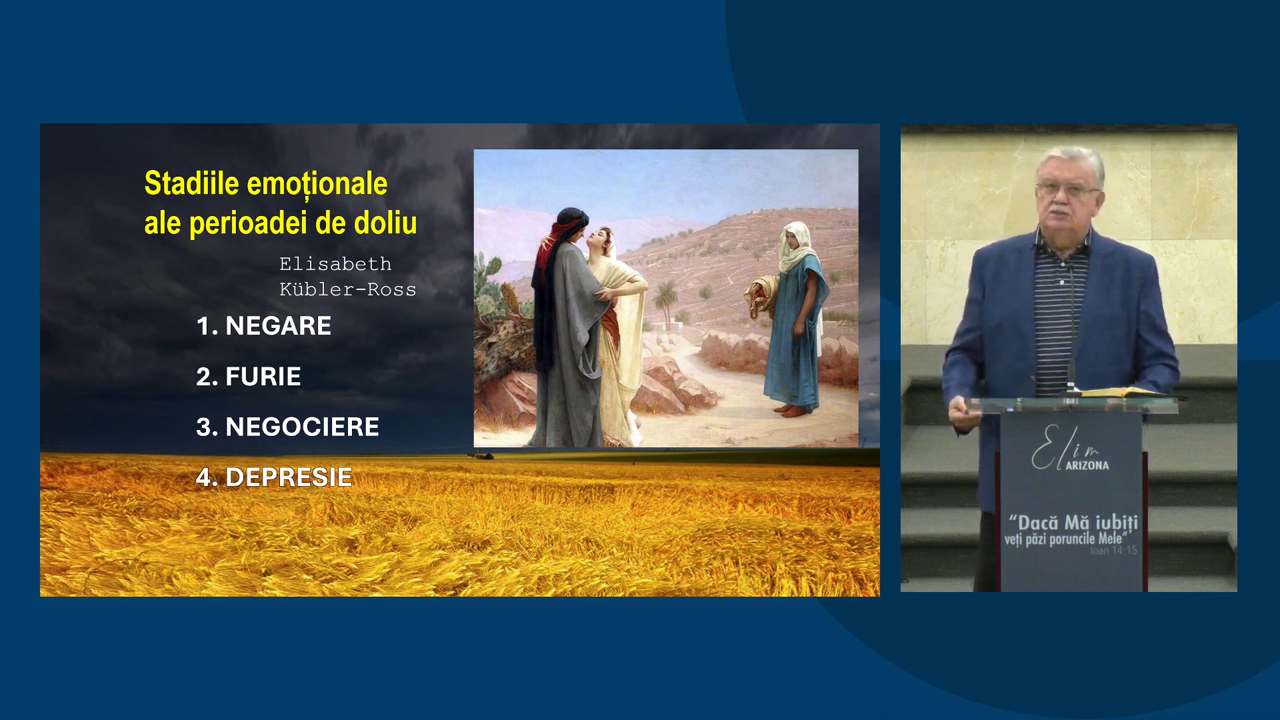 Stadiile emoționale
ale perioadei de doliu
Elisabeth
Kübler-Ross
1. NEGARE
2. FURIE
3. NEGOCIERE
4. DEPRESIE
Elim
ARIZONA
“Dacă Mă iubiți
veți păzi poruncile Mele”
Ioan 14:15